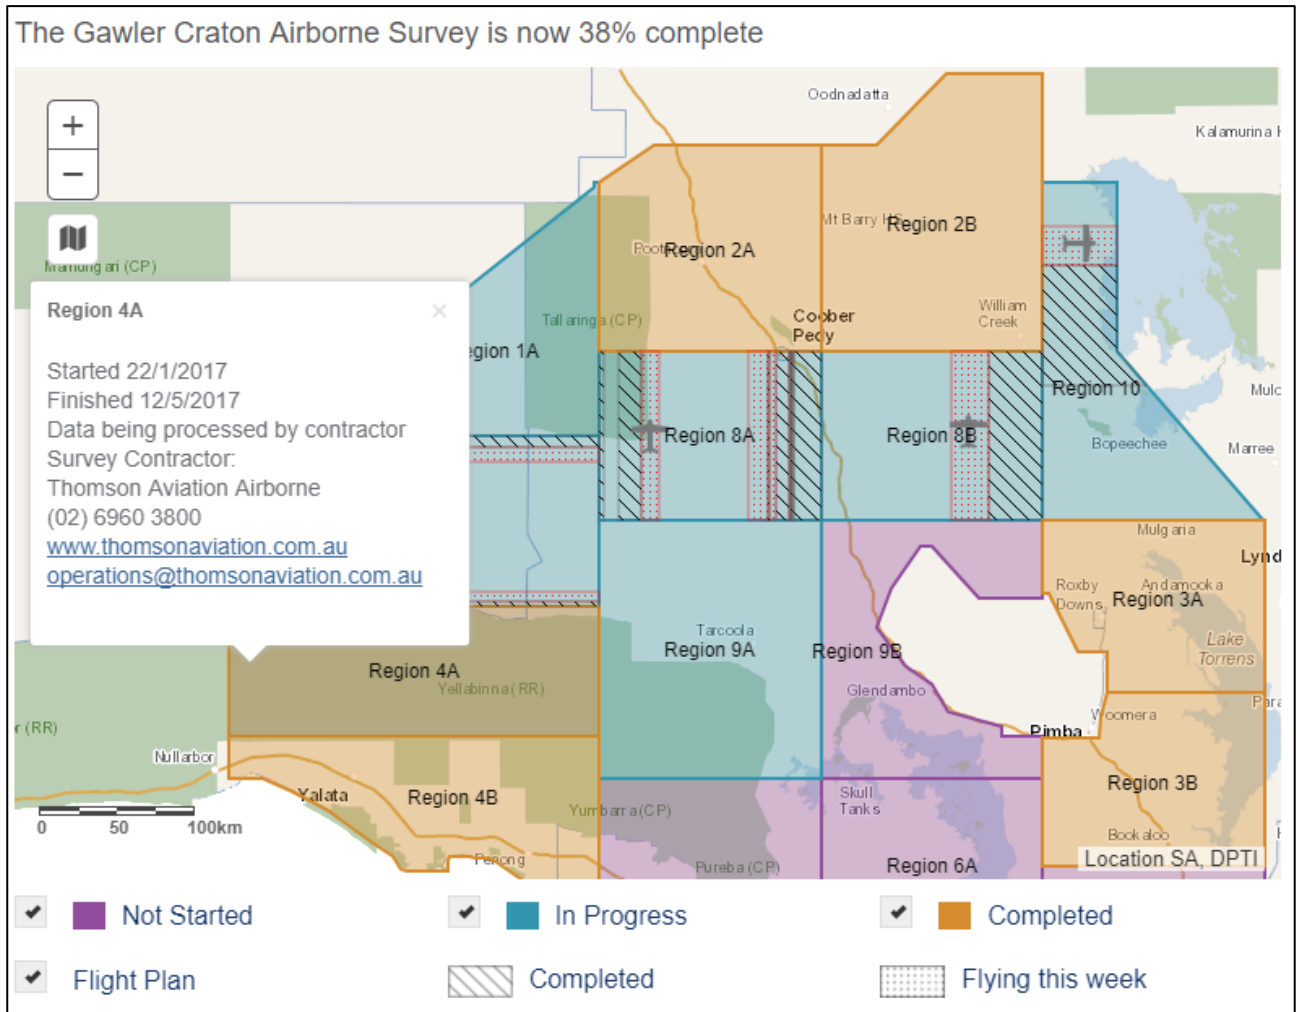 The Gawler Craton Airborne Survey is now 38% complete
Oodnadatta
Kalamurina H
+
−
Mamungari (CP)
Mt Barry HS
Region 2B
Region 2A
Region 4A
×
William
Creek
Tallaringa (CP)
Coober
Pedy
egion 1A
Started 22/1/2017
Finished 12/5/2017
Data being processed by contractor
Survey Contractor:
Thomson Aviation Airborne
(02) 6960 3800
www.thomsonaviation.com.au
operations@thomsonaviation.com.au
Region 10
Mulo
Region 8A
Region 8B
Bopeechee
Marree
Mulgaria
Lynd
Roxby
Downs
Andamooka
Region 3A
Tarcoola
Region 9A
Region 9B
Lake
Torrens
Region 4A
Yellabinna (RR)
Glendambo
Para
r (RR)
Woomera
Pimba
Nullarbor
Region 3B
Yalata
Region 4B
Skull
Tanks
Yumbarra (CP)
0 50 100km
Bookaloo
Penong
Pureba (CP)
Region 6A
Location SA, DPTI
Not Started
In Progress
Completed
Flight Plan
Completed
Flying this week